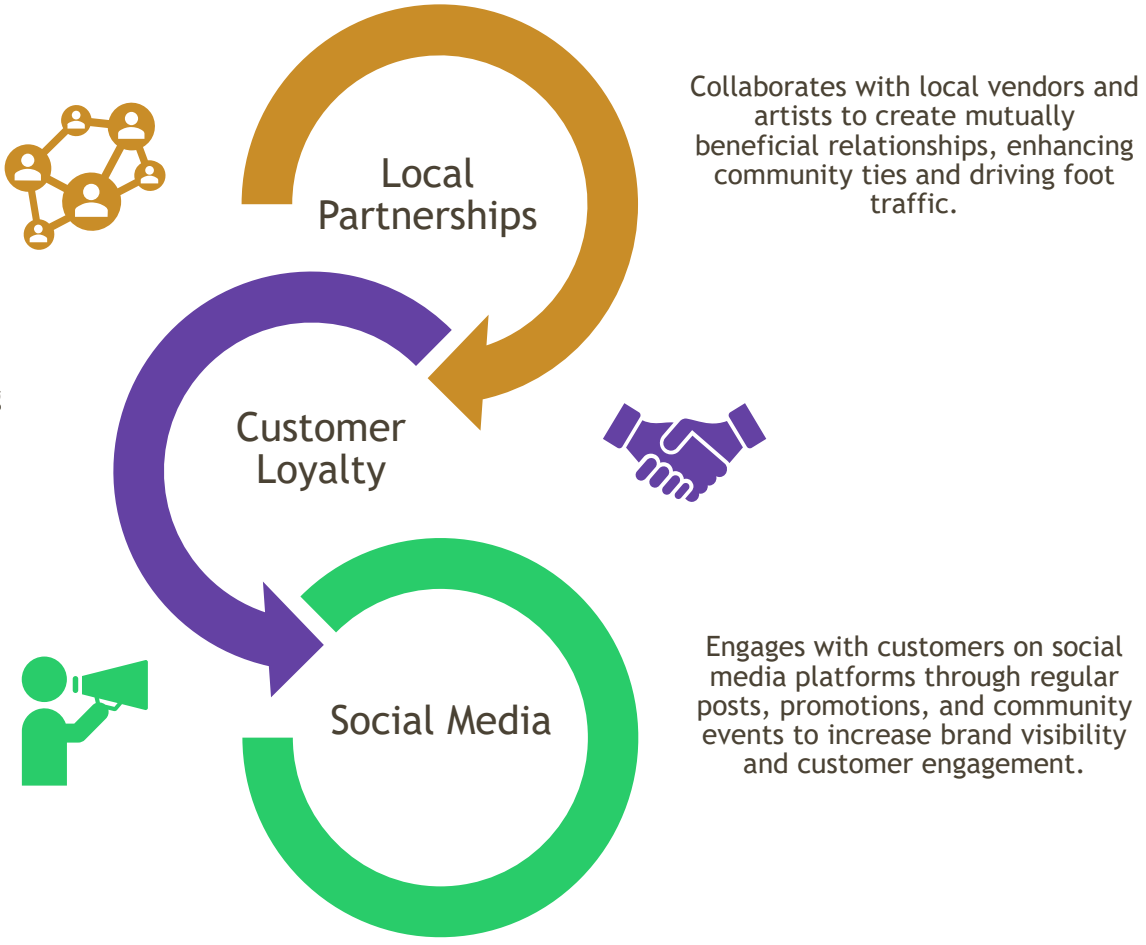 Local
Partnerships
Collaborates with local vendors and
artists to create mutually
beneficial relationships, enhancing
community ties and driving foot
traffic.
Customer
Loyalty
Social Media
Engages with customers on social
media platforms through regular
posts, promotions, and community
events to increase brand visibility
and customer engagement.